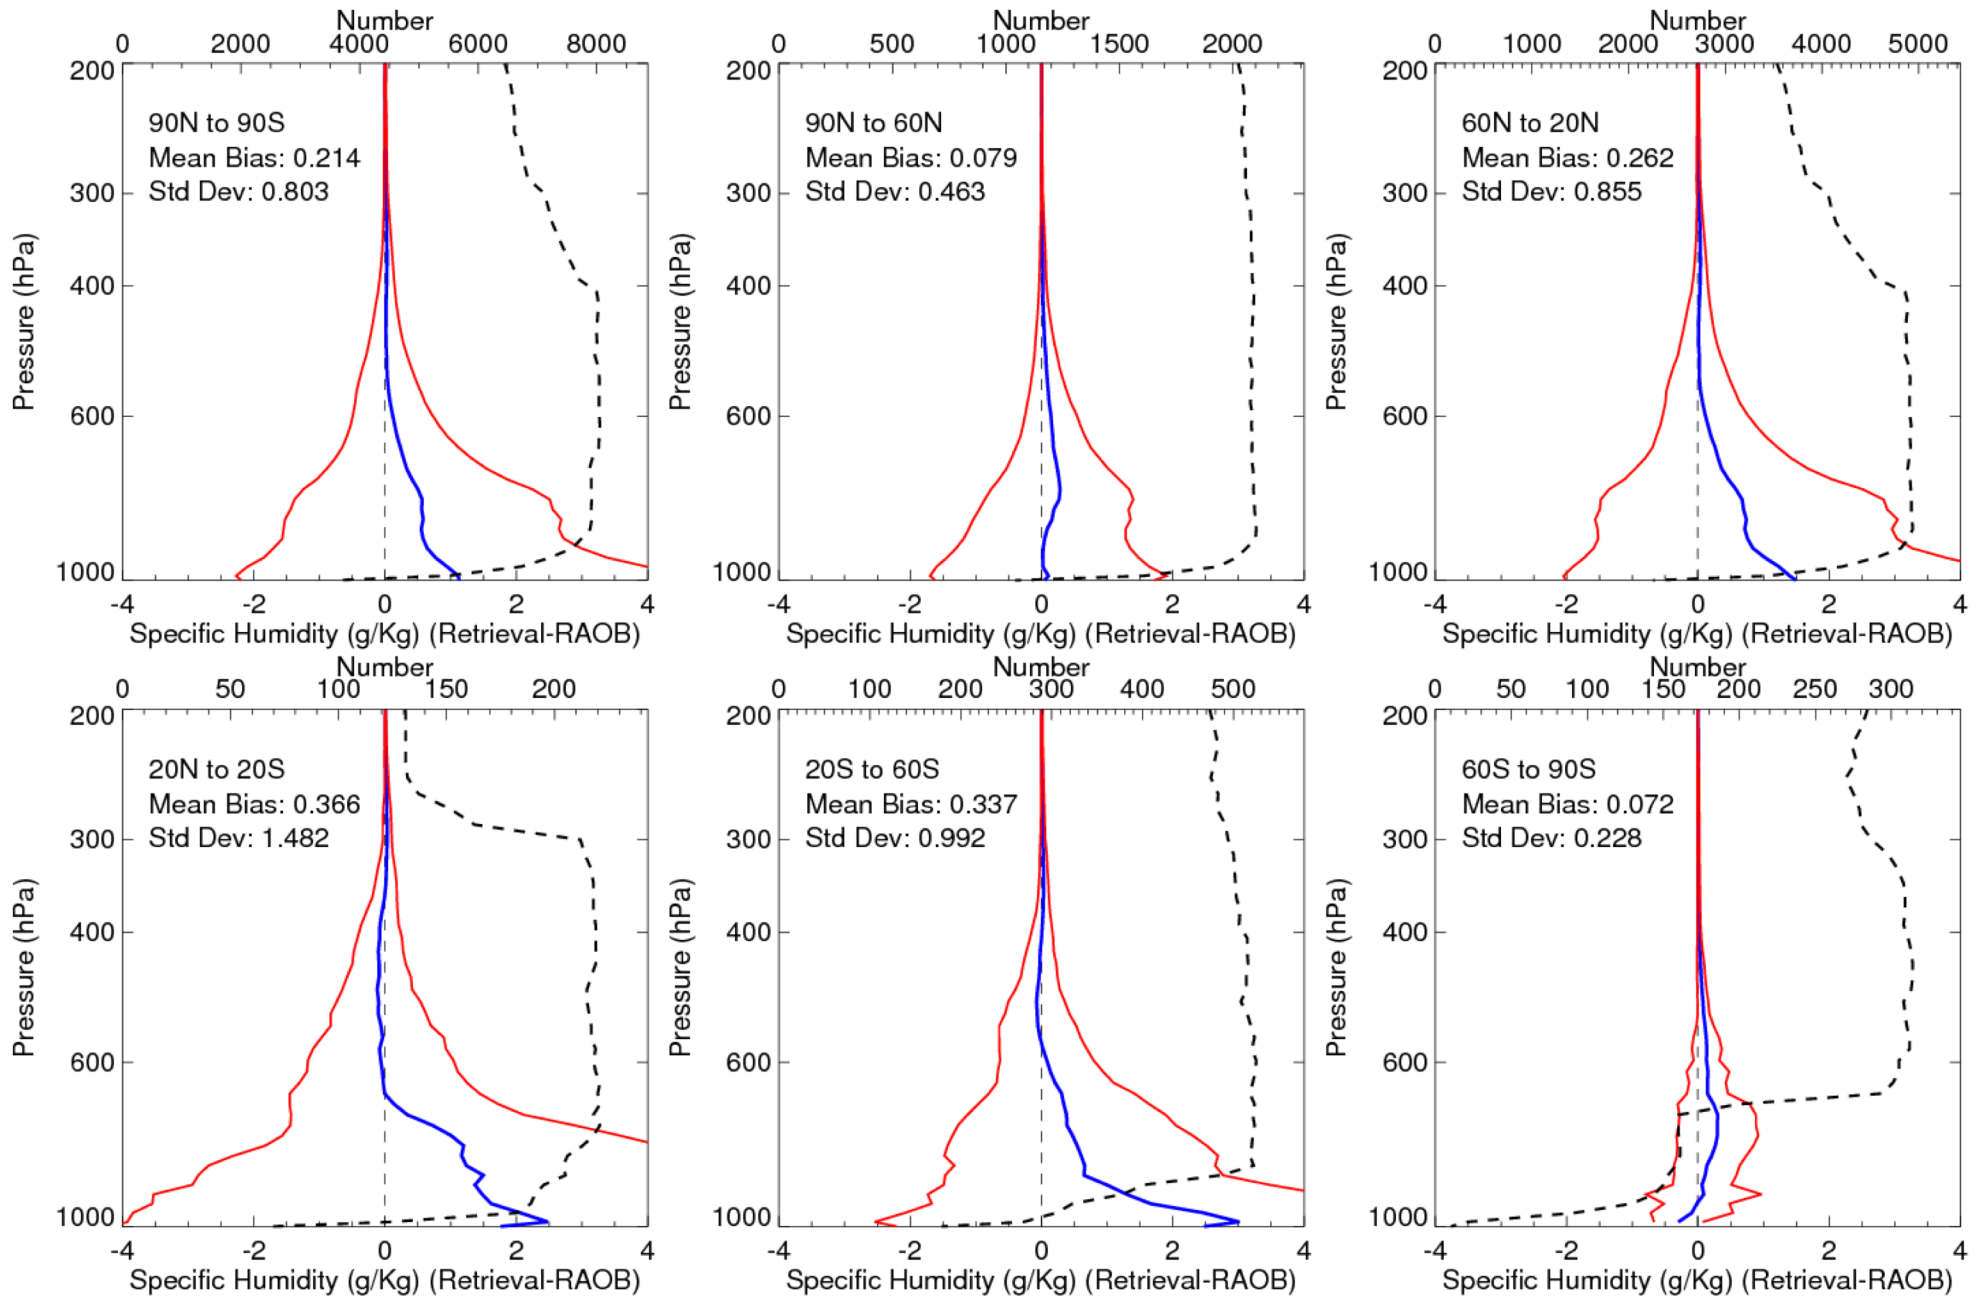 Number
0 2000 4000 6000 8000
200
300
400
600
1000
Pressure (hPa)
90N to 90S
Mean Bias: 0.214
Std Dev: 0.803
-4 -2 0 2 4
Specific Humidity (g/Kg) (Retrieval-RAOB)
Number
0 500 1000 1500 2000
200
300
400
600
1000
Pressure (hPa)
90N to 60N
Mean Bias: 0.079
Std Dev: 0.463
-4 -2 0 2 4
Specific Humidity (g/Kg) (Retrieval-RAOB)
Number
0 1000 2000 3000 4000 5000
200
300
400
600
1000
Pressure (hPa)
60N to 20N
Mean Bias: 0.262
Std Dev: 0.855
-4 -2 0 2 4
Specific Humidity (g/Kg) (Retrieval-RAOB)
Number
0 50 100 150 200
200
300
400
600
1000
Pressure (hPa)
20N to 20S
Mean Bias: 0.366
Std Dev: 1.482
-4 -2 0 2 4
Specific Humidity (g/Kg) (Retrieval-RAOB)
Number
0 100 200 300 400 500
200
300
400
600
1000
Pressure (hPa)
20S to 60S
Mean Bias: 0.337
Std Dev: 0.992
-4 -2 0 2 4
Specific Humidity (g/Kg) (Retrieval-RAOB)
Number
0 50 100 150 200 250 300
200
300
400
600
1000
Pressure (hPa)
60S to 90S
Mean Bias: 0.072
Std Dev: 0.228
-4 -2 0 2 4
Specific Humidity (g/Kg) (Retrieval-RAOB)